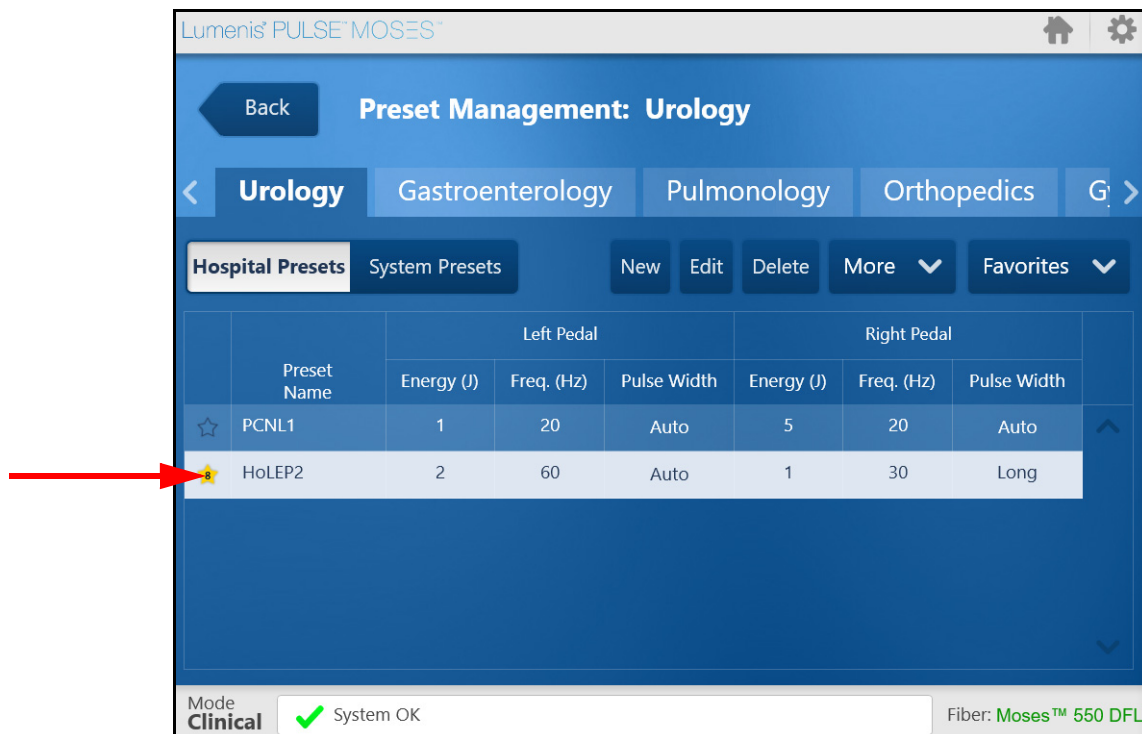 Lumenis® PULSE™ MOSES™
Back
Preset Management: Urology
Urology Gastroenterology Pulmonology Orthopedics Gy
Hospital Presets System Presets New Edit Delete More Favorites
Left Pedal Right Pedal
Preset Name Energy (J) Freq. (Hz) Pulse Width Energy (J) Freq. (Hz) Pulse Width
PCNL1 1 20 Auto 5 20 Auto
8 HoLEP2 2 60 Auto 1 30 Long
Mode
Clinical System OK Fiber: Moses™ 550 DFL